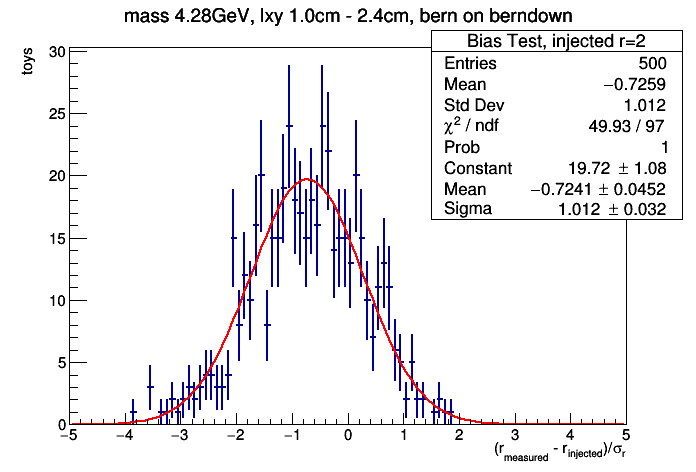 mass 4.28GeV, lxy 1.0cm - 2.4cm, bern on berndown
Bias Test, injected r=2
Entries 500
Mean −0.7259
Std Dev 1.012
χ² / ndf 49.93 / 97
Prob 1
Constant 19.72 ± 1.08
Mean −0.7241 ± 0.0452
Sigma 1.012 ± 0.032
toys
30
25
20
15
10
5
0
−5 −4 −3 −2 −1 0 1 2 3 4 5
(r_measured - r_injected)/σ_r